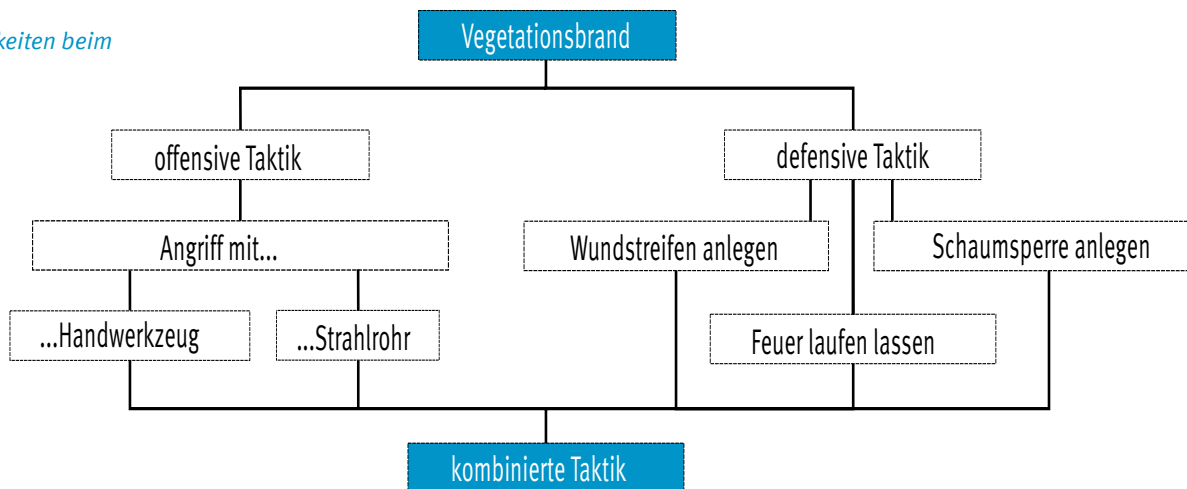 keiten beim
Vegetationsbrand
offensive Taktik
defensive Taktik
Angriff mit...
Wundstreifen anlegen
Schaumsperre anlegen
...Handwerkzeug
...Strahlrohr
Feuer laufen lassen
kombinierte Taktik